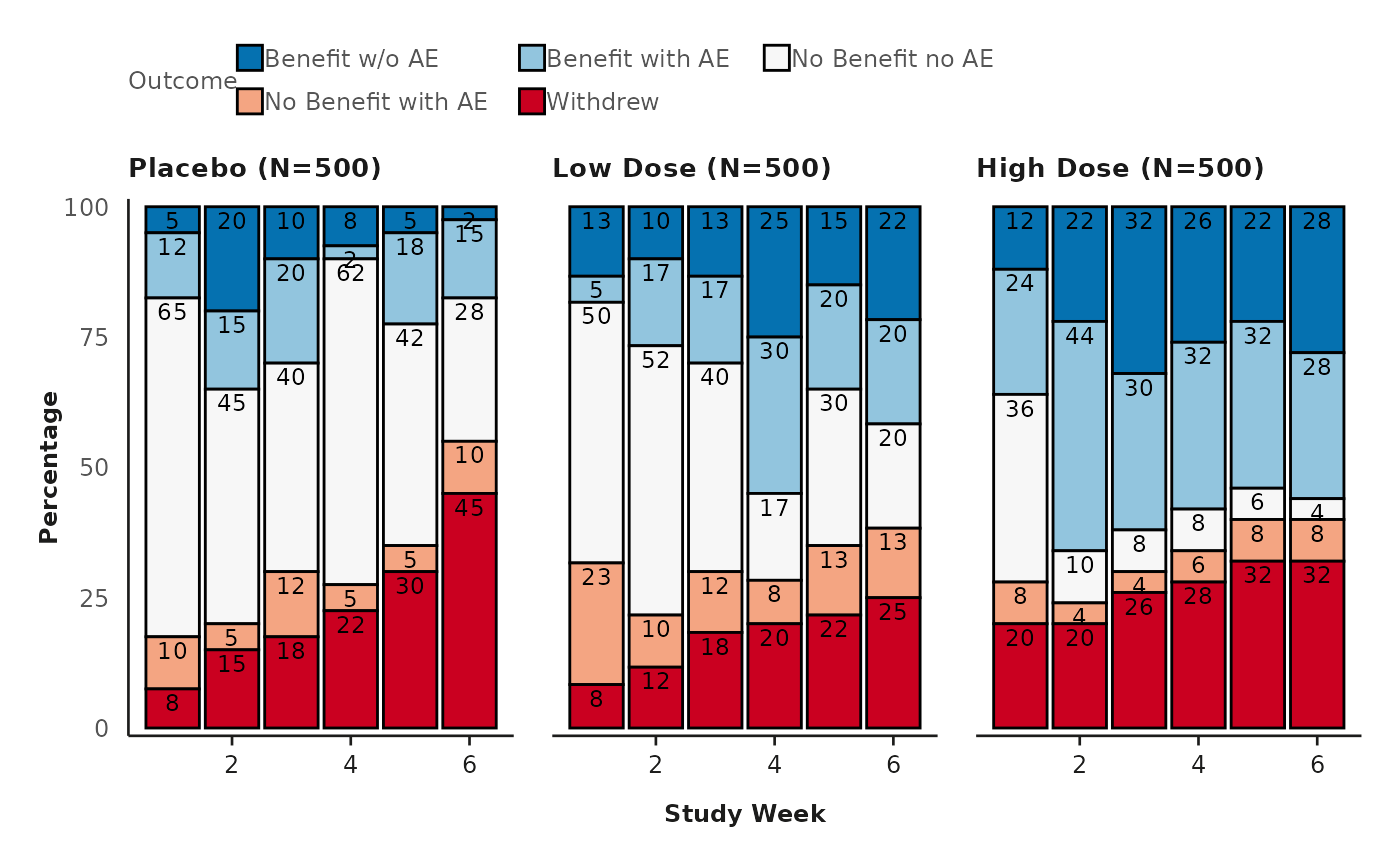 Outcome
Benefit w/o AE Benefit with AE No Benefit no AE
No Benefit with AE Withdrew
Placebo (N=500) Low Dose (N=500) High Dose (N=500)
Percentage
100
75
50
25
0
5 20 10 8 5 2
12 15 20 2 18 15
65 45 40 62 42 28
10 5 12 5 5 10
8 15 18 22 30 45
2 4 6
13 10 13 25 15 22
5 17 17 30 20 20
50 52 40 17 30 20
23 10 12 8 13 13
8 12 18 20 22 25
2 4 6
12 22 32 26 22 28
24 44 30 32 32 28
36 10 8 8 6 4
8 4 4 6 8 8
20 20 26 28 32 32
2 4 6
Study Week